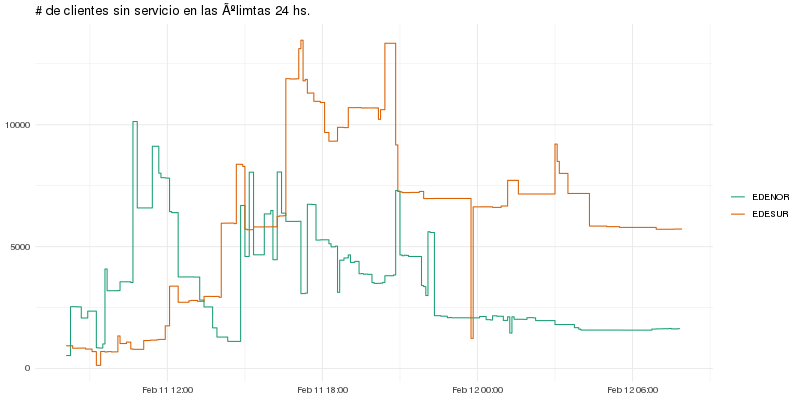 # de clientes sin servicio en las Ãºlimtas 24 hs.
10000
5000
0
Feb 11 12:00
Feb 11 18:00
Feb 12 00:00
Feb 12 06:00
EDENOR
EDESUR